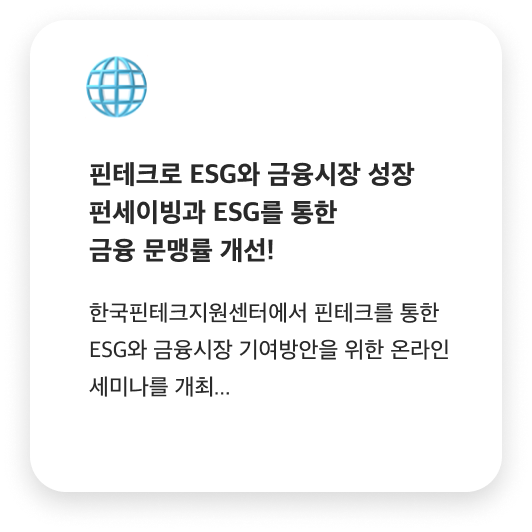 핀테크로 ESG와 금융시장 성장
펀세이빙과 ESG를 통한
금융 문맹률 개선!
한국핀테크지원센터에서 핀테크를 통한
ESG와 금융시장 기여방안을 위한 온라인
세미나를 개최...